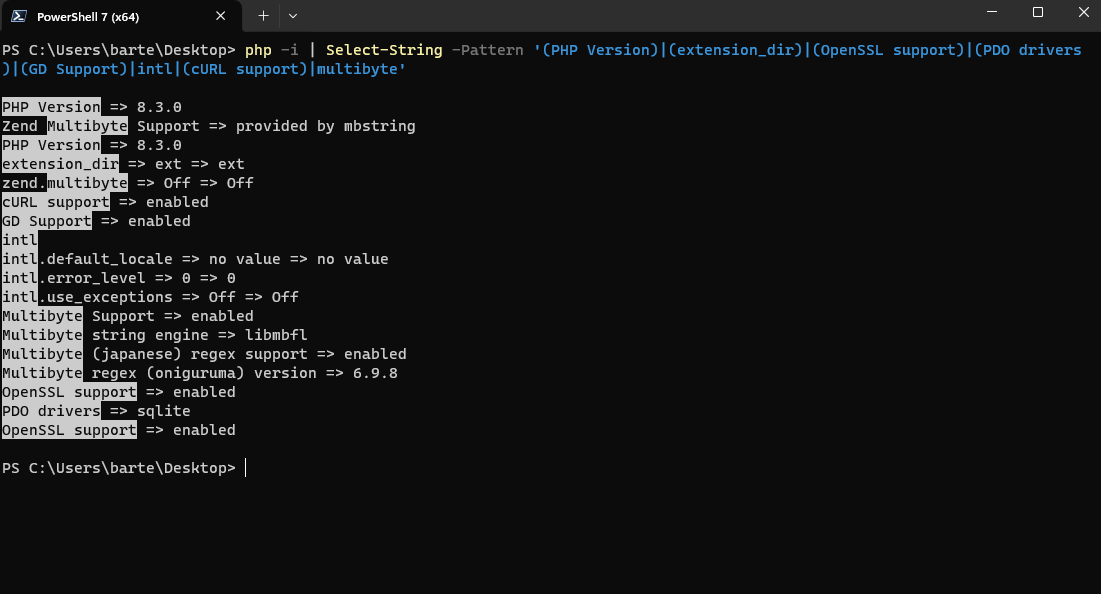 PowerShell 7 (x64)
PS C:\Users\barte\Desktop> php -i | Select-String -Pattern '(PHP Version)|(extension_dir)|(OpenSSL support)|(PDO drivers
)|(GD Support)|intl|(cURL support)|multibyte'
PHP Version => 8.3.0
Zend Multibyte Support => provided by mbstring
PHP Version => 8.3.0
extension_dir => ext => ext
zend.multibyte => Off => Off
cURL support => enabled
GD Support => enabled
intl
intl.default_locale => no value => no value
intl.error_level => 0 => 0
intl.use_exceptions => Off => Off
Multibyte Support => enabled
Multibyte string engine => libmbfl
Multibyte (japanese) regex support => enabled
Multibyte regex (oniguruma) version => 6.9.8
OpenSSL support => enabled
PDO drivers => sqlite
OpenSSL support => enabled
PS C:\Users\barte\Desktop>